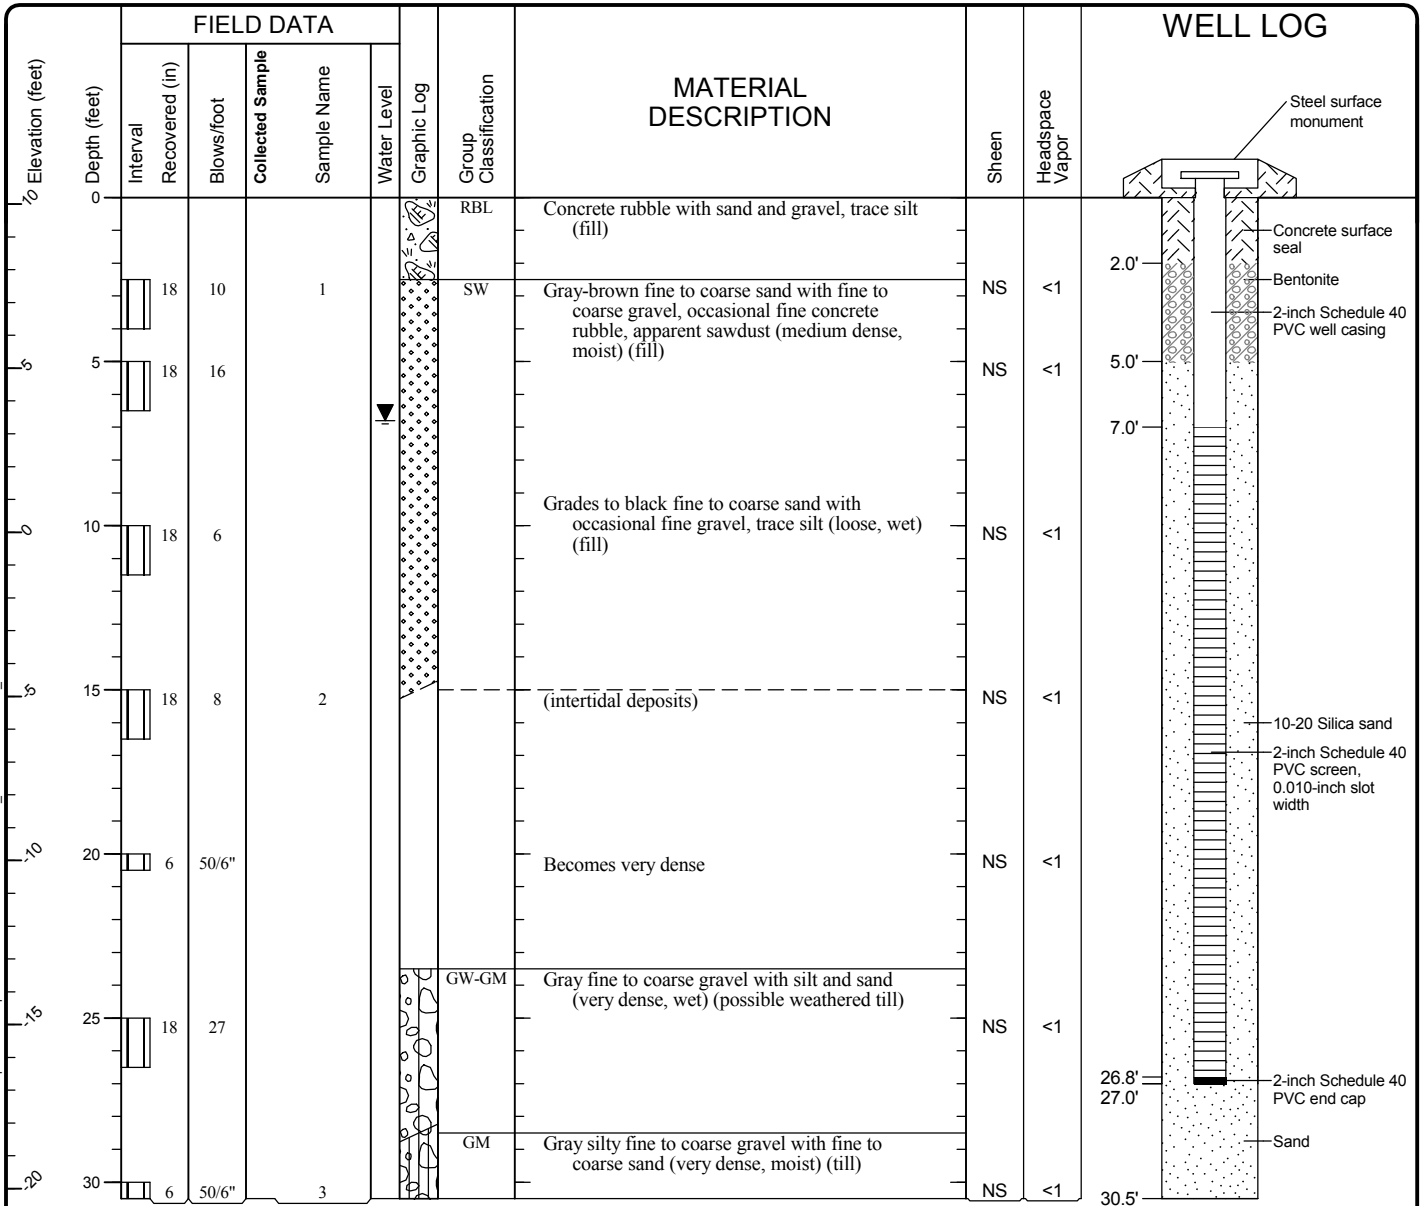 FIELD DATA
WELL LOG
Elevation (feet)
Depth (feet)
Interval
Recovered (in)
Blows/foot
Collected Sample
Sample Name
Water Level
Graphic Log
Group
Classification
MATERIAL
DESCRIPTION
Sheen
Headspace
Vapor
Steel surface
monument
10
0
RBL
Concrete rubble with sand and gravel, trace silt
(fill)
Concrete surface
seal
2.0'
Bentonite
18
10
1
SW
Gray-brown fine to coarse sand with fine to
coarse gravel, occasional fine concrete
rubble, apparent sawdust (medium dense,
moist) (fill)
NS
<1
2-inch Schedule 40
PVC well casing
5
5
18
16
NS
<1
5.0'
7.0'
Grades to black fine to coarse sand with
occasional fine gravel, trace silt (loose, wet)
(fill)
0
10
18
6
NS
<1
-5
15
18
8
2
(intertidal deposits)
NS
<1
10-20 Silica sand
2-inch Schedule 40
PVC screen,
0.010-inch slot
width
-10
20
6
50/6"
Becomes very dense
NS
<1
GW-GM
Gray fine to coarse gravel with silt and sand
(very dense, wet) (possible weathered till)
-15
25
18
27
NS
<1
26.8'
27.0'
2-inch Schedule 40
PVC end cap
GM
Gray silty fine to coarse gravel with fine to
coarse sand (very dense, moist) (till)
Sand
-20
30
6
50/6"
3
NS
<1
30.5'